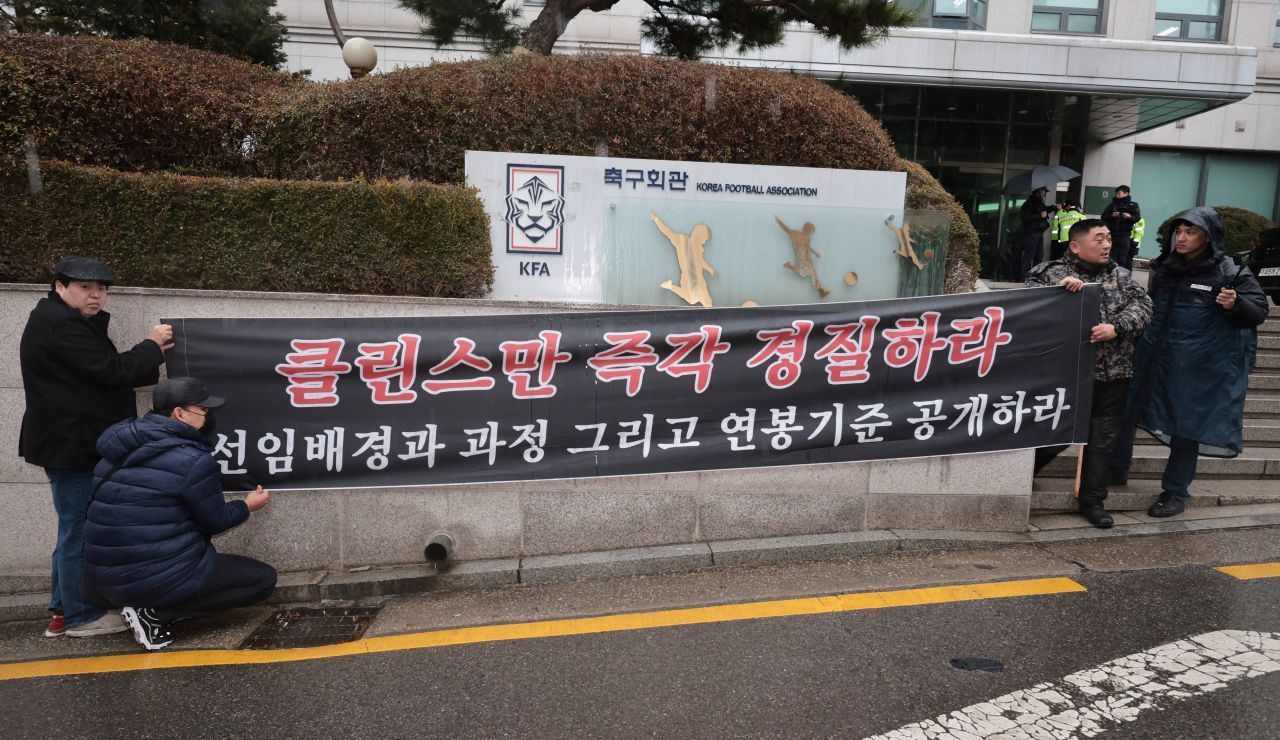 축구회관 KOREA FOOTBALL ASSOCIATION
KFA
클린스만 즉각 경질하라
선임배경과 과정 그리고 연봉기준 공개하라